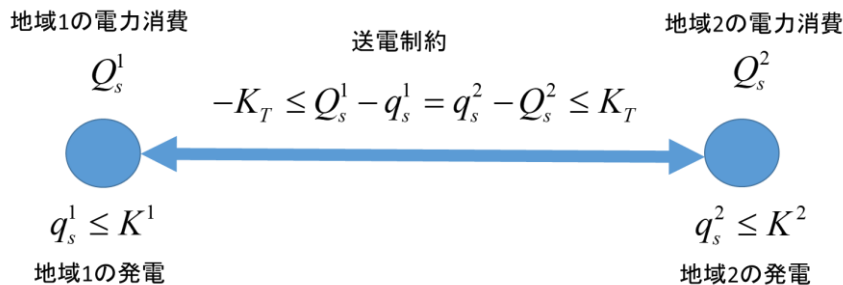 地域1の電力消費
Q_s^1
送電制約
-K_T ≤ Q_s^1 - q_s^1 = q_s^2 - Q_s^2 ≤ K_T
地域2の電力消費
Q_s^2
q_s^1 ≤ K^1
地域1の発電
q_s^2 ≤ K^2
地域2の発電